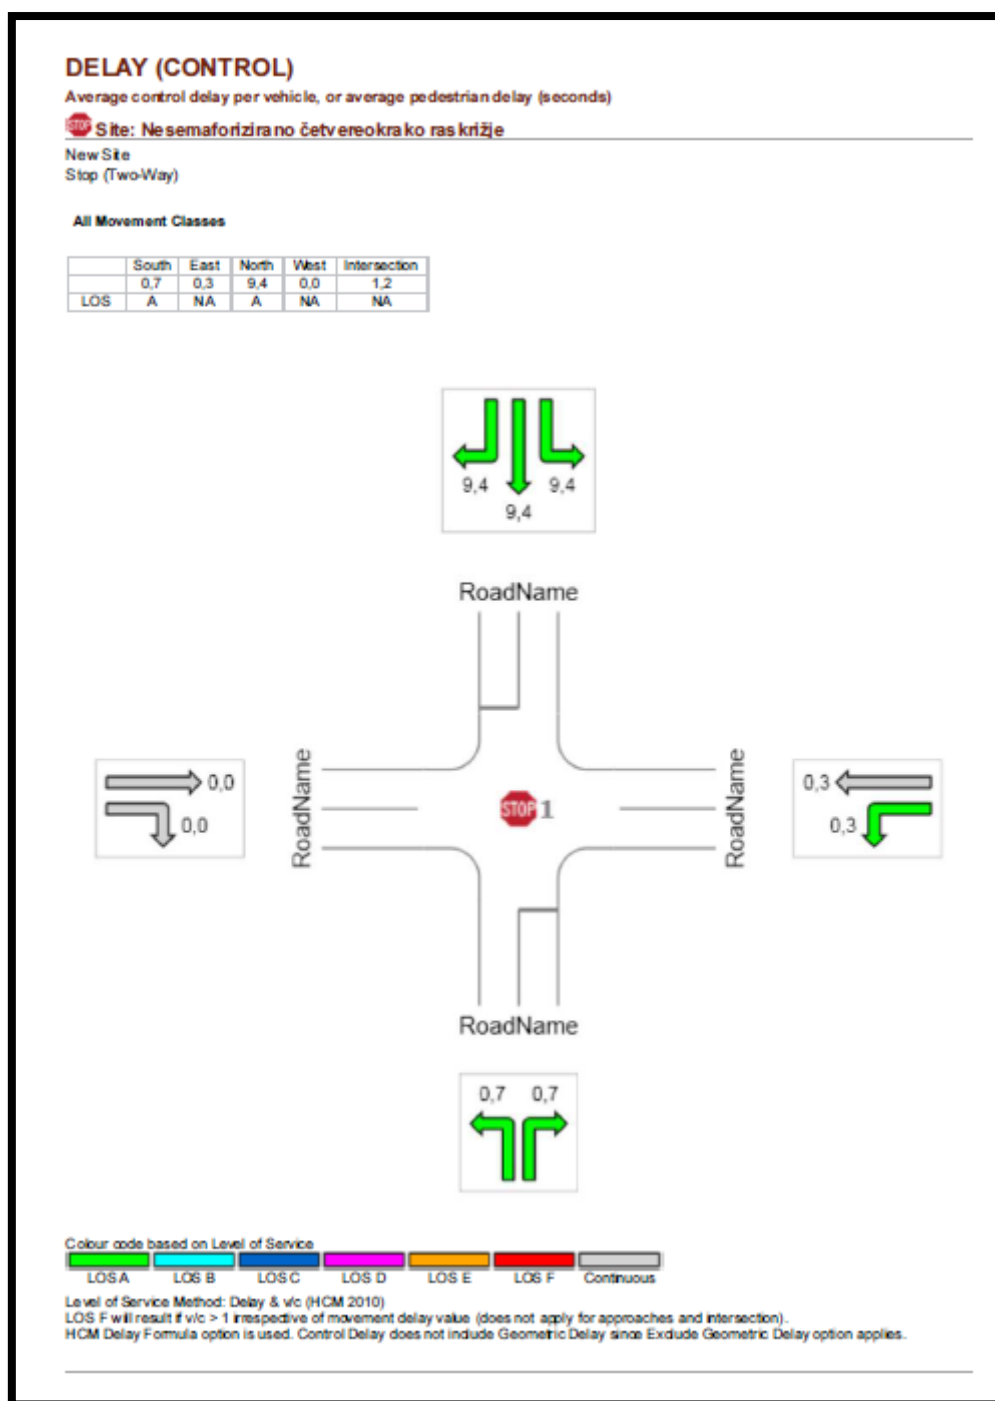 DELAY (CONTROL)
Average control delay per vehicle, or average pedestrian delay (seconds)
STOP Site: Nesemaforizirano četvereokrako raskrižje
New Site
Stop (Two-Way)
All Movement Classes
South East North West Intersection
0,7 0,3 9,4 0,0 1,2
LOS A NA A NA NA
9,4 9,4
9,4
RoadName
0,0
0,0
RoadName
STOP 1
RoadName
0,3
0,3
RoadName
0,7 0,7
Colour code based on Level of Service
LOS A LOS B LOS C LOS D LOS E LOS F Continuous
Level of Service Method: Delay & v/c (HCM 2010)
LOS F will result if v/c > 1 irrespective of movement delay value (does not apply for approaches and intersection).
HCM Delay Formula option is used. Control Delay does not include Geometric Delay since Exclude Geometric Delay option applies.